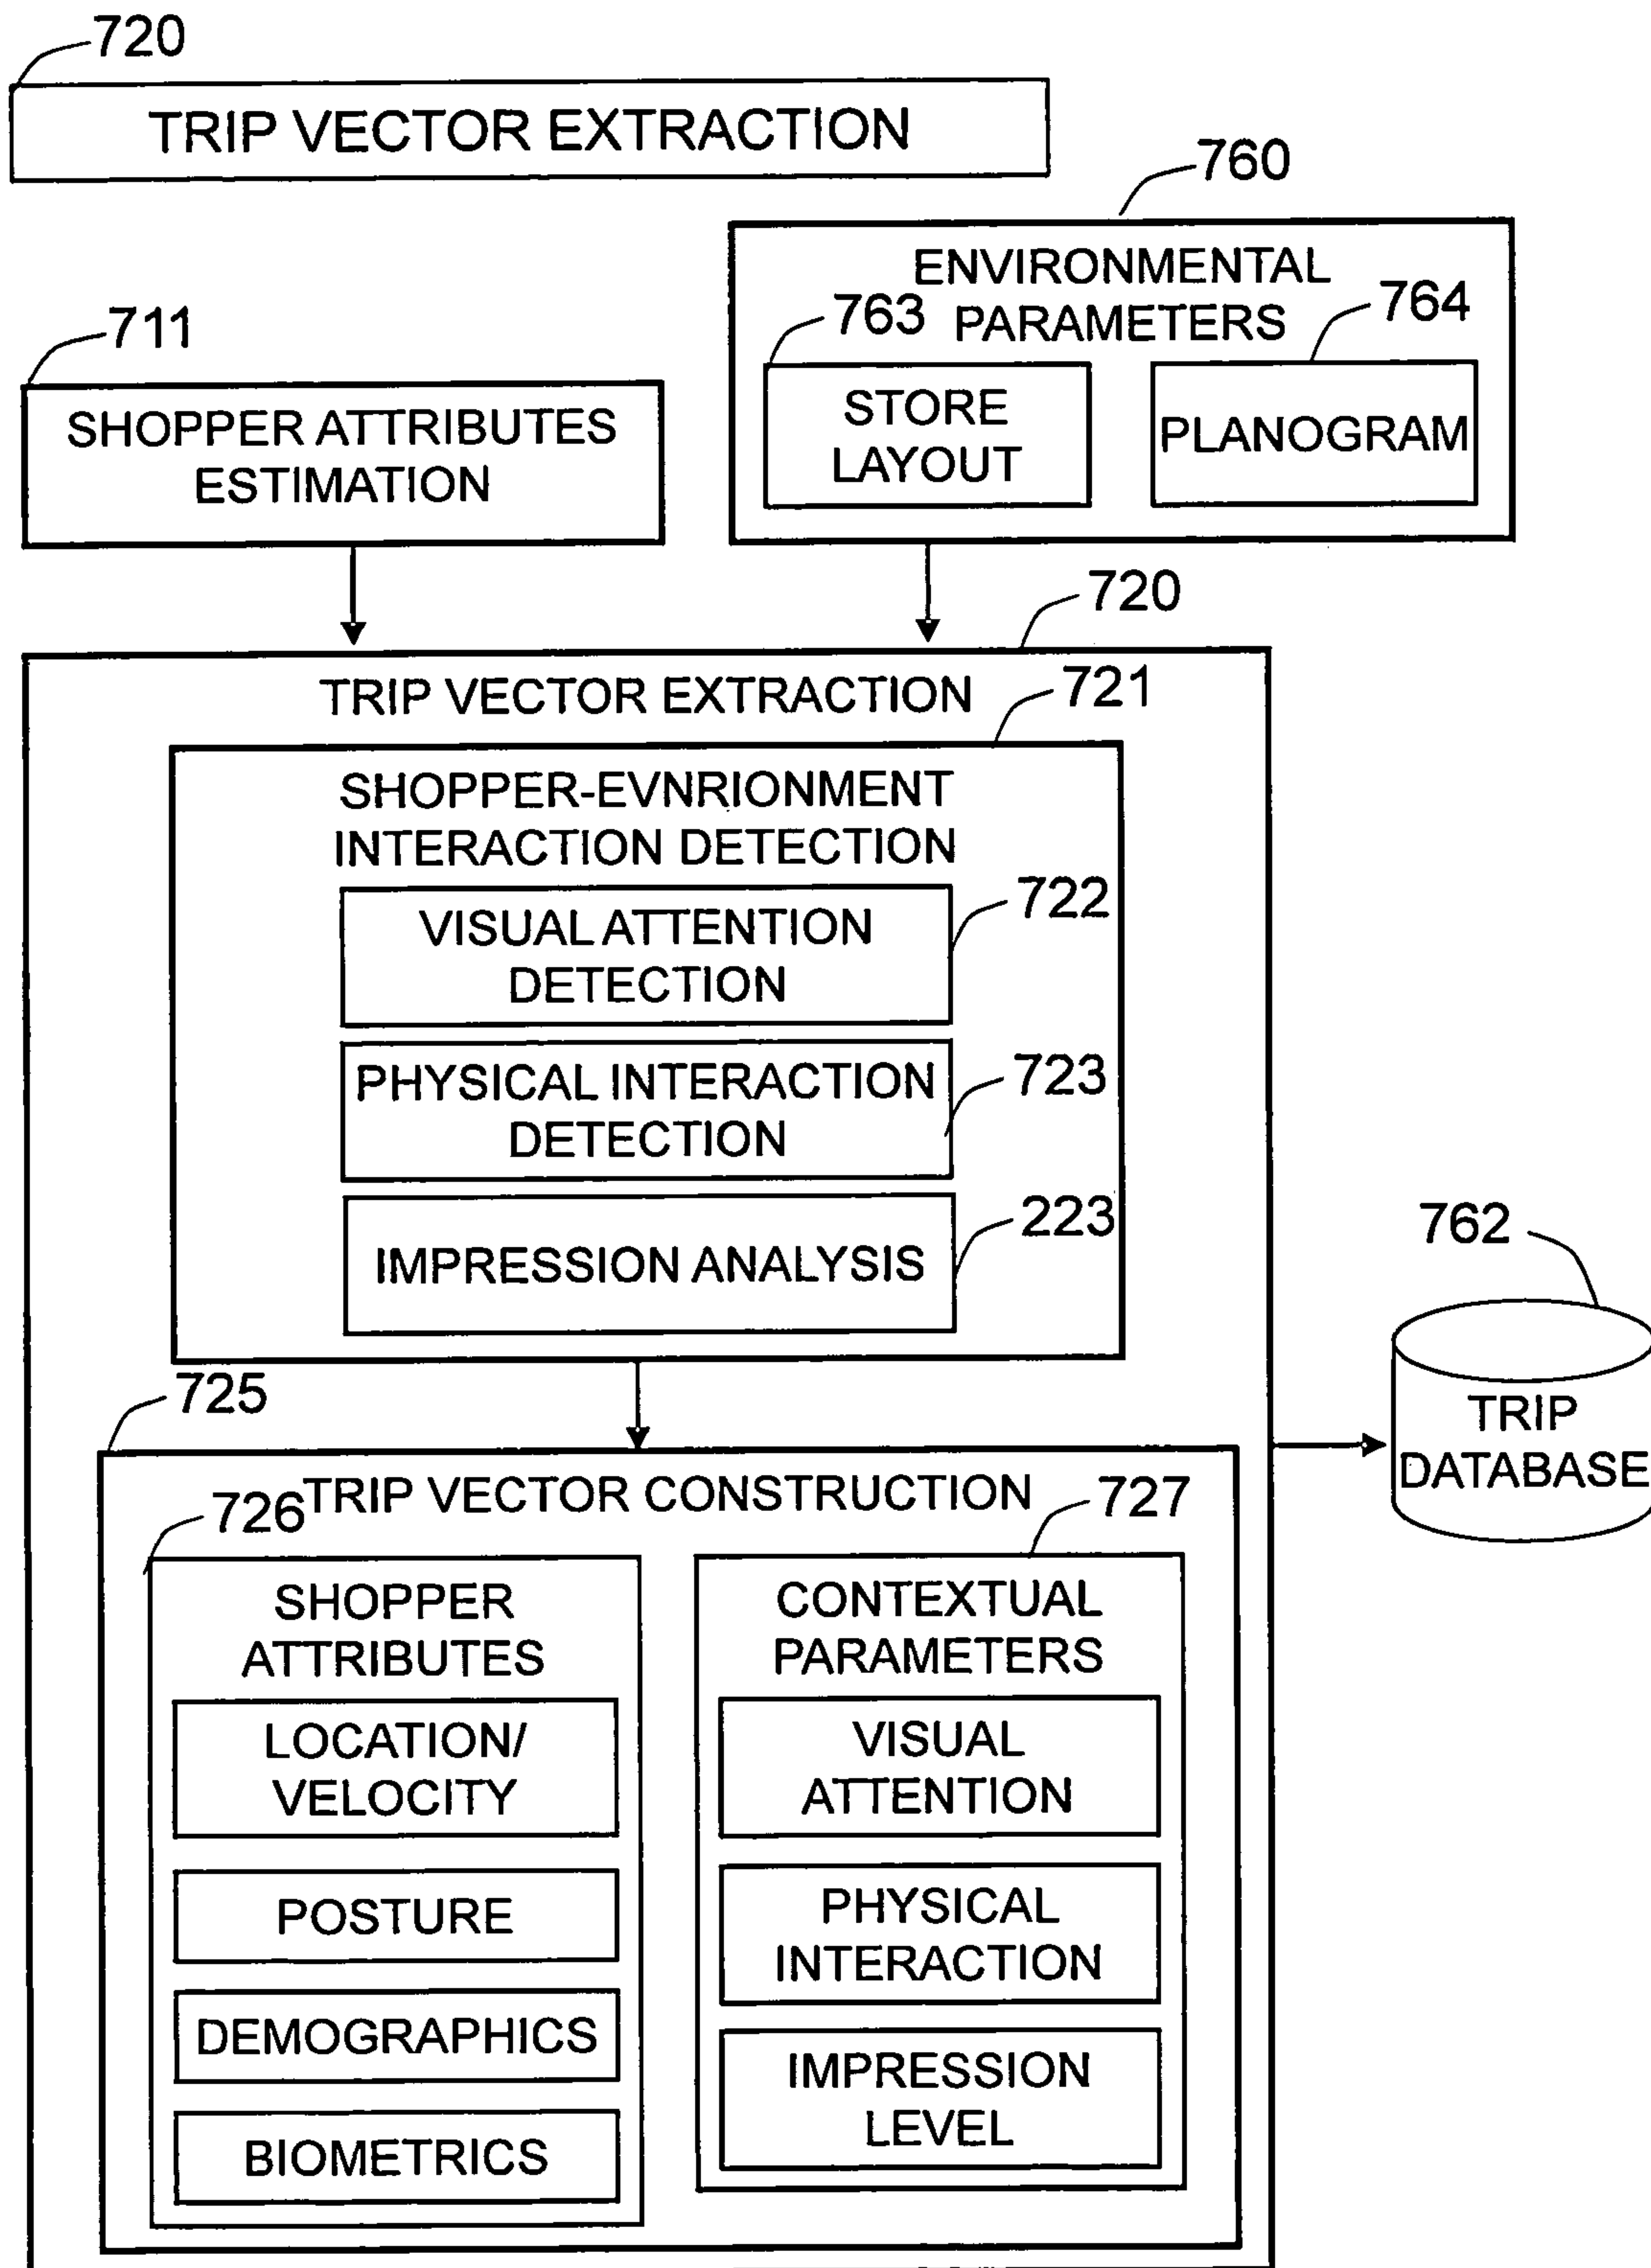 720
TRIP VECTOR EXTRACTION
760
ENVIRONMENTAL
PARAMETERS
763
764
STORE
LAYOUT
PLANOGRAM
711
SHOPPER ATTRIBUTES
ESTIMATION
720
TRIP VECTOR EXTRACTION
721
SHOPPER-EVNRIONMENT
INTERACTION DETECTION
722
VISUAL ATTENTION
DETECTION
723
PHYSICAL INTERACTION
DETECTION
223
IMPRESSION ANALYSIS
762
TRIP
DATABASE
725
TRIP VECTOR CONSTRUCTION
726
SHOPPER
ATTRIBUTES
LOCATION/
VELOCITY
POSTURE
DEMOGRAPHICS
BIOMETRICS
727
CONTEXTUAL
PARAMETERS
VISUAL
ATTENTION
PHYSICAL
INTERACTION
IMPRESSION
LEVEL